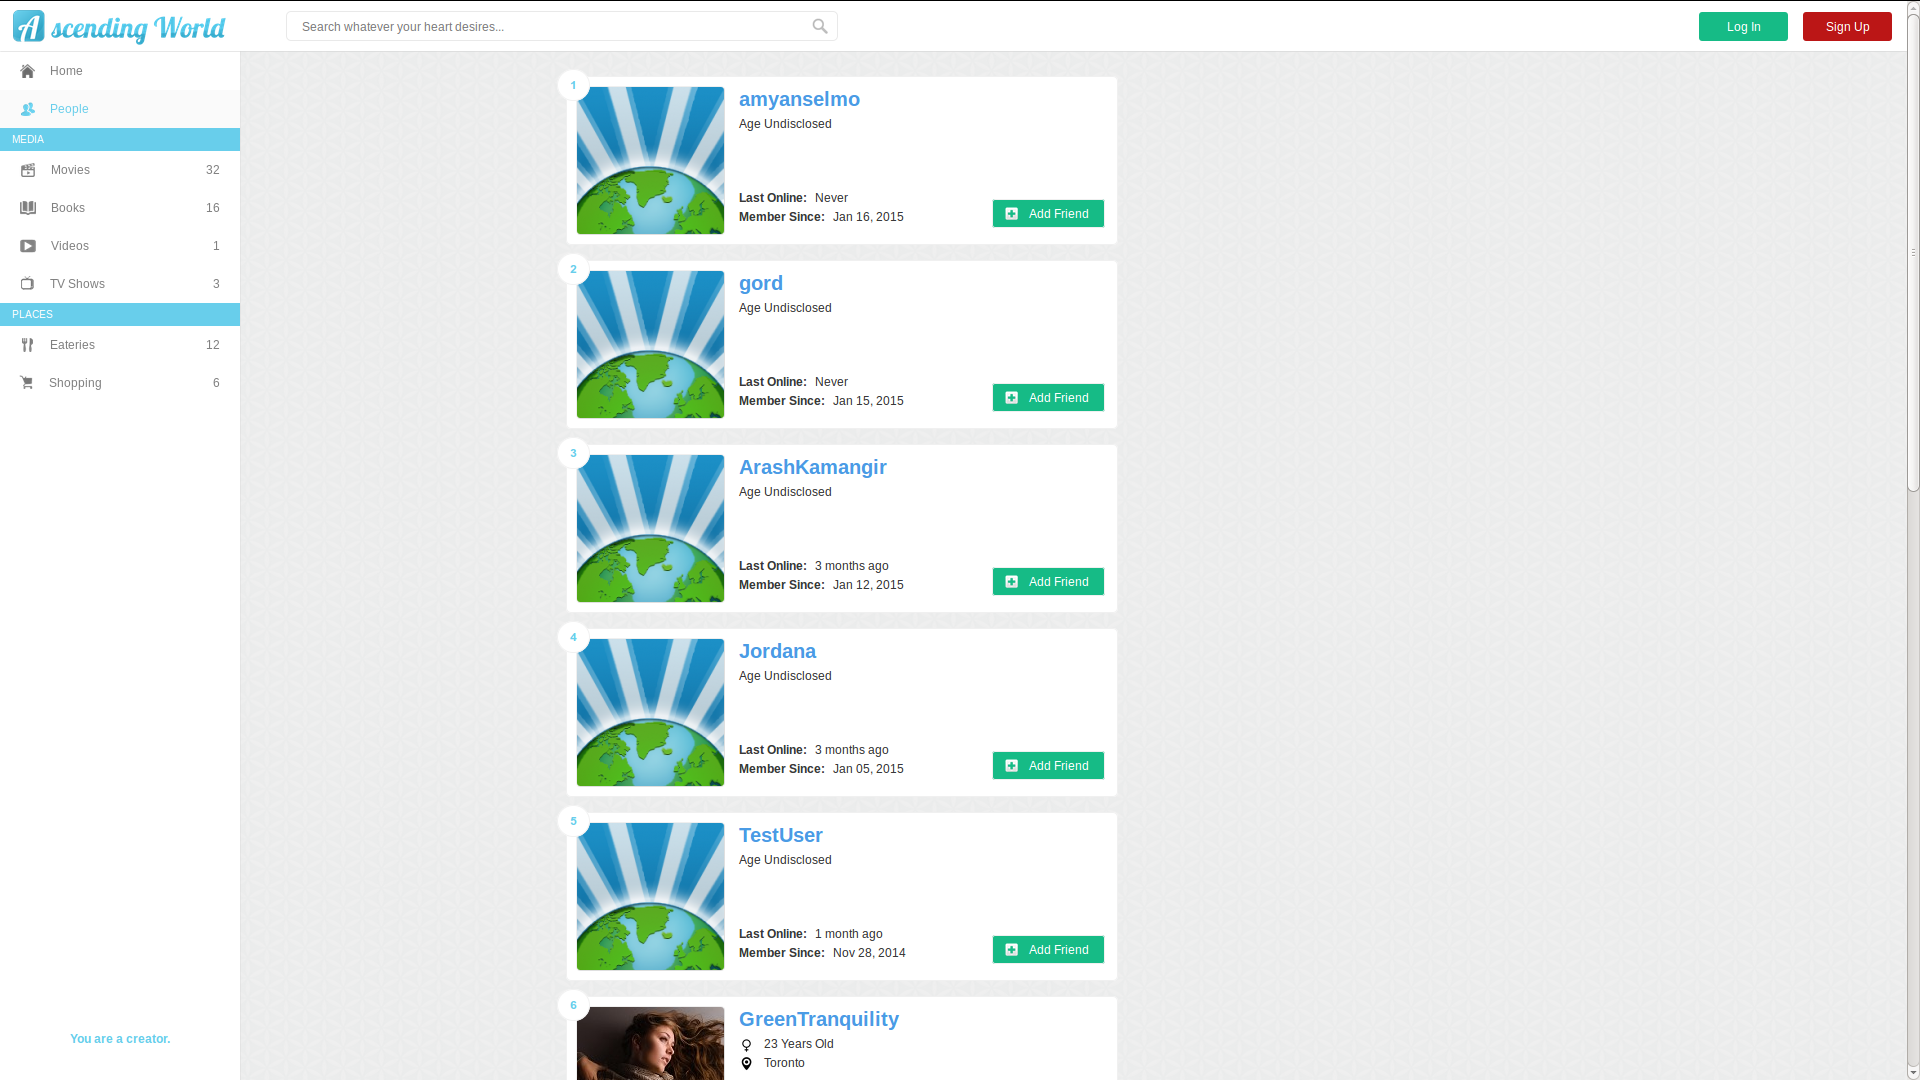 Ascending World
Search whatever your heart desires...
Log In
Sign Up
Home
People
MEDIA
Movies 32
Books 16
Videos 1
TV Shows 3
PLACES
Eateries 12
Shopping 6
You are a creator.
1
amyanselmo
Age Undisclosed
Last Online: Never
Member Since: Jan 16, 2015
Add Friend
2
gord
Age Undisclosed
Last Online: Never
Member Since: Jan 15, 2015
Add Friend
3
ArashKamangir
Age Undisclosed
Last Online: 3 months ago
Member Since: Jan 12, 2015
Add Friend
4
Jordana
Age Undisclosed
Last Online: 3 months ago
Member Since: Jan 05, 2015
Add Friend
5
TestUser
Age Undisclosed
Last Online: 1 month ago
Member Since: Nov 28, 2014
Add Friend
6
GreenTranquility
23 Years Old
Toronto